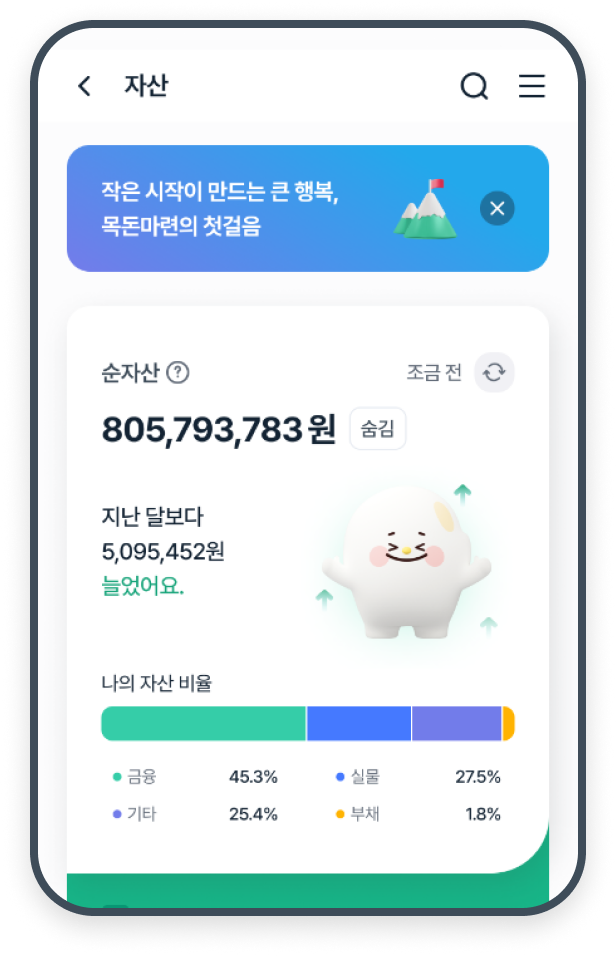 자산
작은 시작이 만드는 큰 행복,
목돈마련의 첫걸음
순자산 ? 조금 전
805,793,783원 숨김
지난 달보다
5,095,452원
늘었어요.
나의 자산 비율
금융 45.3% 실물 27.5%
기타 25.4% 부채 1.8%